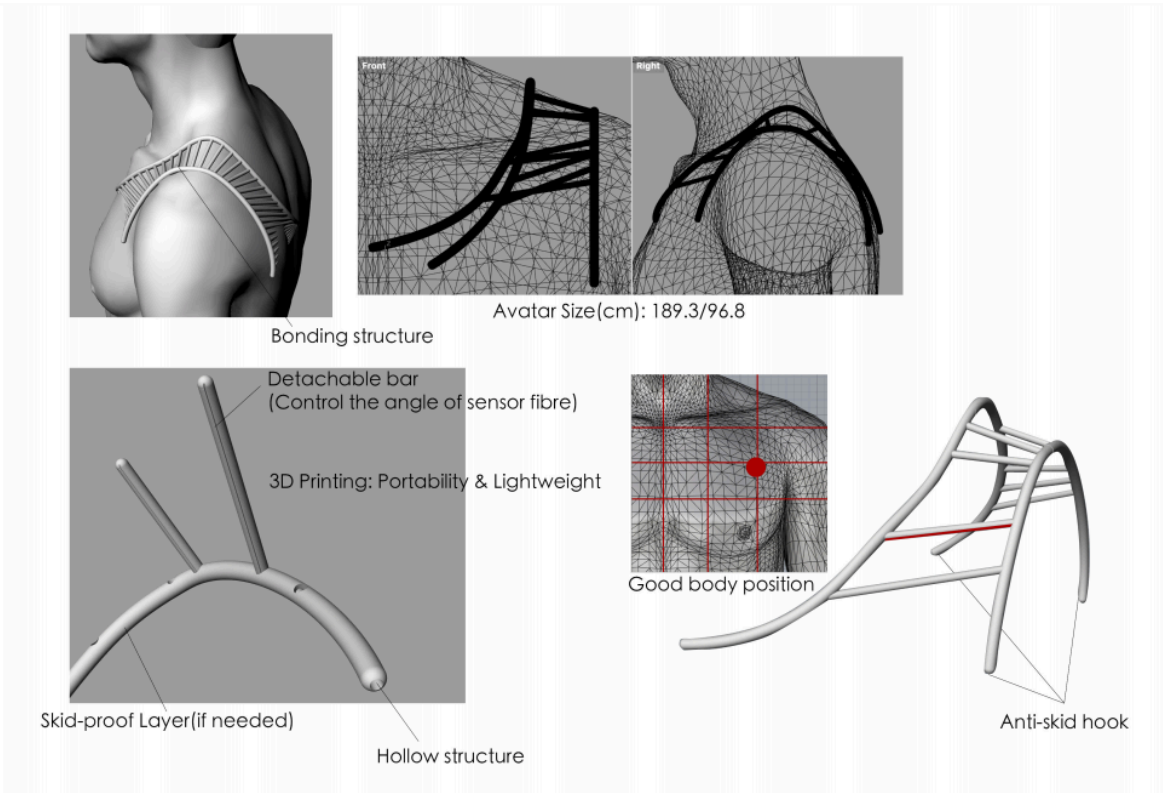 Front
Right
Avatar Size(cm): 189.3/96.8
Bonding structure
Detachable bar
(Control the angle of sensor fibre)
3D Printing: Portability & Lightweight
Good body position
Skid-proof Layer(if needed)
Anti-skid hook
Hollow structure